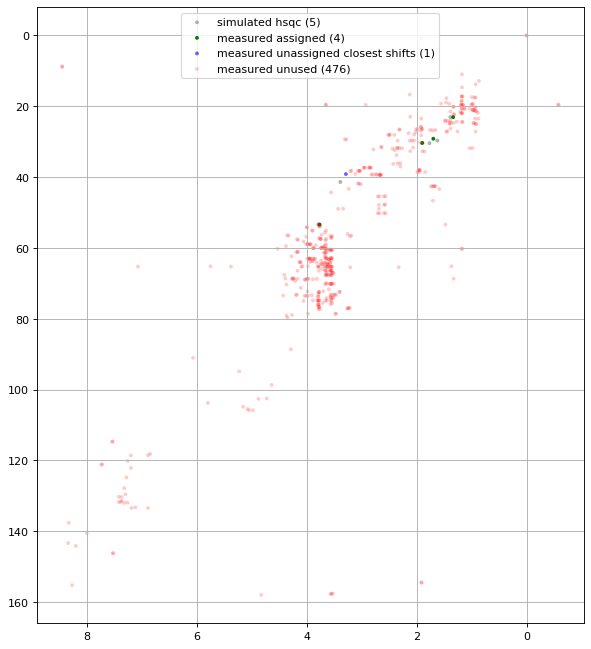 simulated hsqc (5)
measured assigned (4)
measured unassigned closest shifts (1)
measured unused (476)
0
20
40
60
80
100
120
140
160
8 6 4 2 0